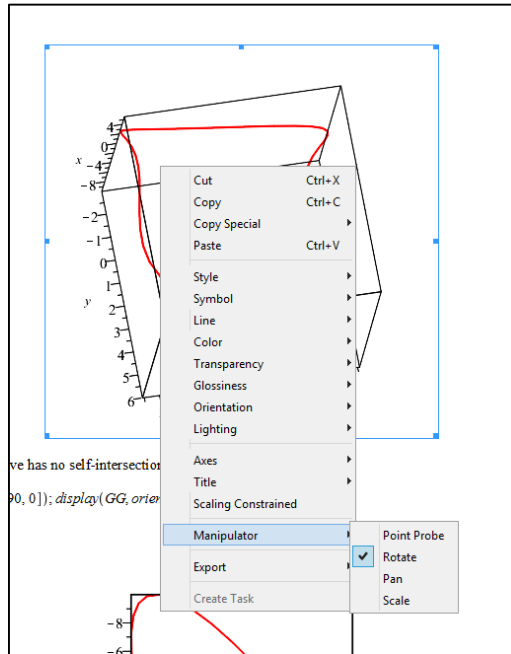 4
0
x
-4
-8
-2
-1
0
y
1
2
3
4
5
6
Cut Ctrl+X
Copy Ctrl+C
Copy Special
Paste Ctrl+V
Style
Symbol
Line
Color
Transparency
Glossiness
Orientation
Lighting
Axes
Title
Scaling Constrained
Manipulator
Point Probe
Rotate
Pan
Scale
Export
Create Task
ve has no self-intersection
90, 0]); display(GG, orie
-8
-6